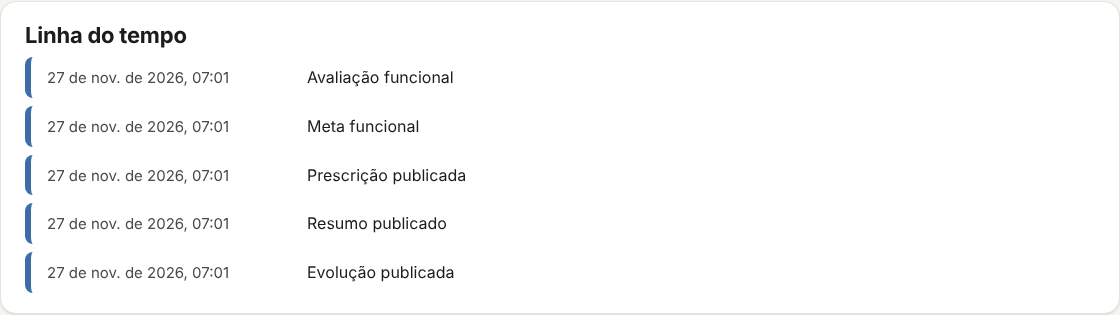 Linha do tempo
27 de nov. de 2026, 07:01 Avaliação funcional
27 de nov. de 2026, 07:01 Meta funcional
27 de nov. de 2026, 07:01 Prescrição publicada
27 de nov. de 2026, 07:01 Resumo publicado
27 de nov. de 2026, 07:01 Evolução publicada